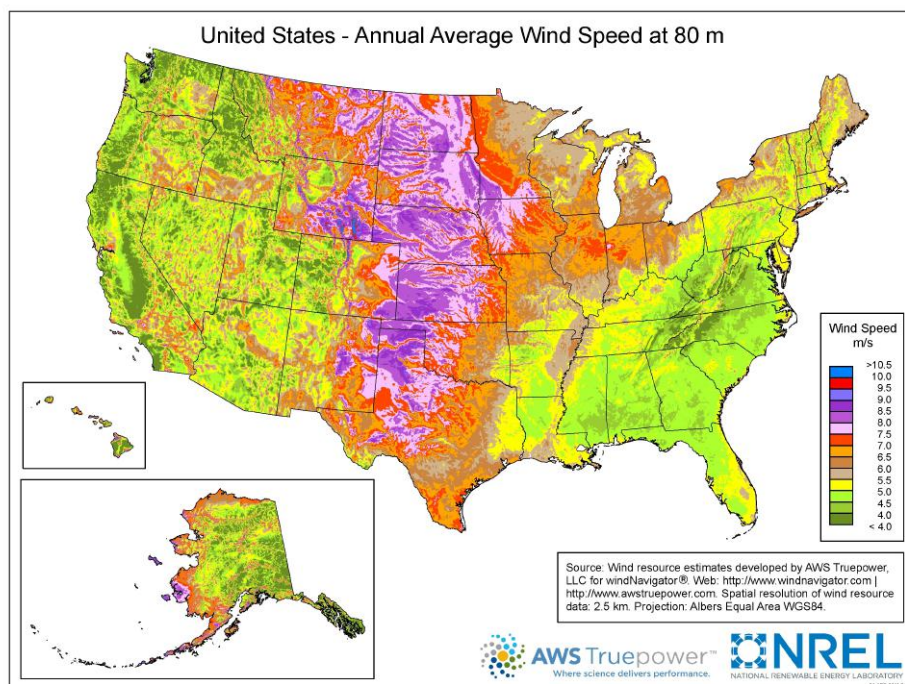 United States - Annual Average Wind Speed at 80 m
Wind Speed
m/s
>10.5
10.0
9.5
9.0
8.5
8.0
7.5
7.0
6.5
6.0
5.5
5.0
4.5
4.0
< 4.0
Source: Wind resource estimates developed by AWS Truepower,
LLC for windNavigator®. Web: http://www.windnavigator.com |
http://www.awstruepower.com. Spatial resolution of wind resource
data: 2.5 km. Projection: Albers Equal Area WGS84.
AWS Truepower™
Where science delivers performance.
NREL
NATIONAL RENEWABLE ENERGY LABORATORY